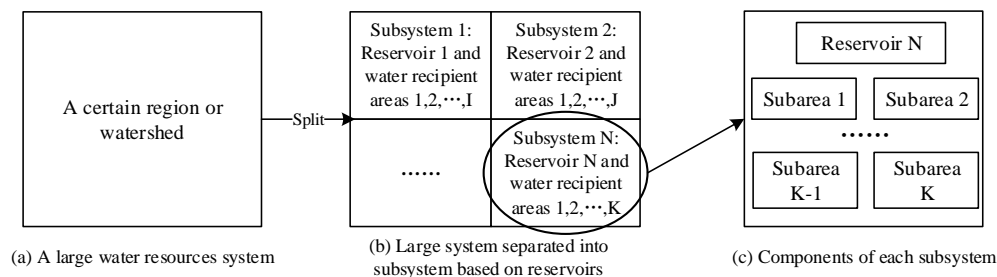 A certain region or
watershed
Split
Subsystem 1:
Reservoir 1 and
water recipient
areas 1,2,⋯,I
Subsystem 2:
Reservoir 2 and
water recipient
areas 1,2,⋯,J
⋯⋯
Subsystem N:
Reservoir N and
water recipient
areas 1,2,⋯,K
Reservoir N
Subarea 1
Subarea 2
⋯⋯
Subarea
K-1
Subarea
K
(a) A large water resources system
(b) Large system separated into
subsystem based on reservoirs
(c) Components of each subsystem